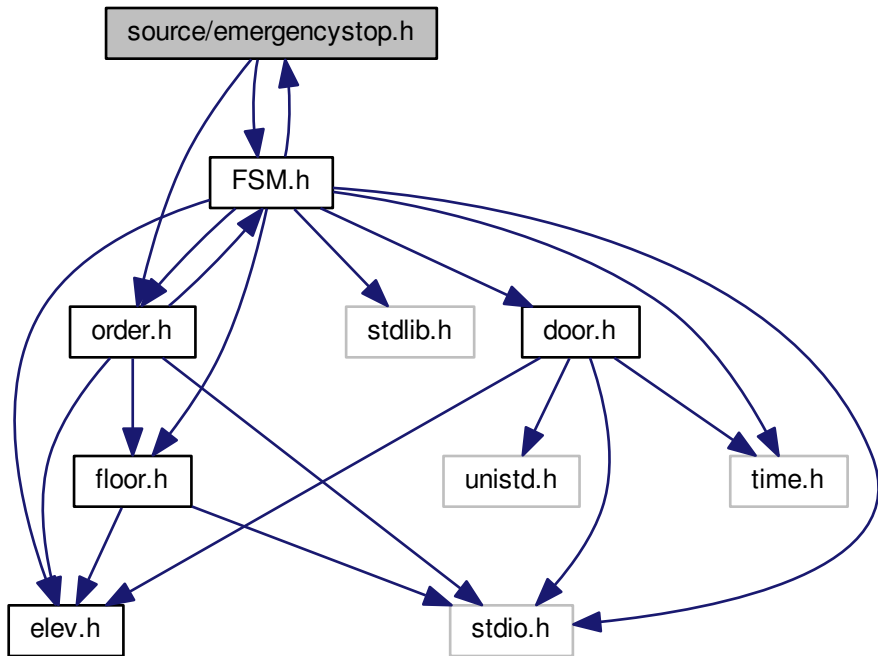 source/emergencystop.h
FSM.h
order.h
stdlib.h
door.h
floor.h
unistd.h
time.h
elev.h
stdio.h